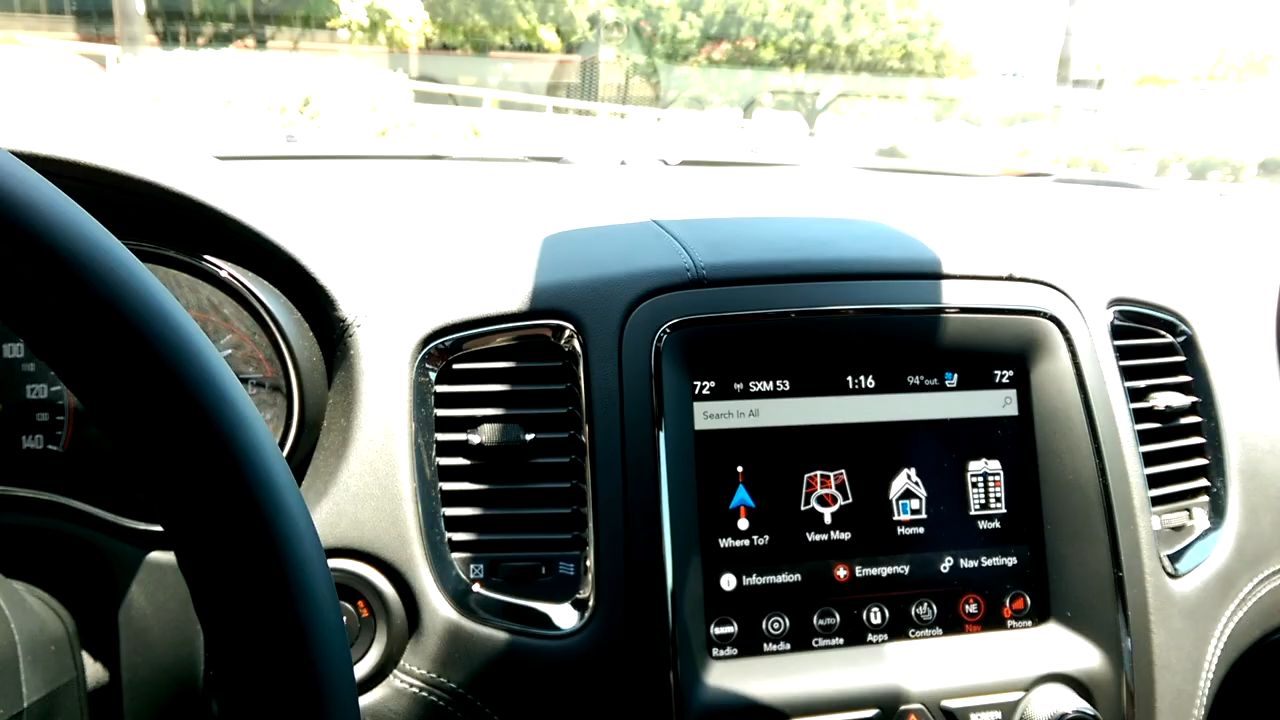 72° SXM 53 1:16 94° out. 72°
Search In All
Where To? View Map Home Work
Information Emergency Nav Settings
sxm AUTO NE
Radio Media Climate Apps Controls Nav Phone
100
120
140
C